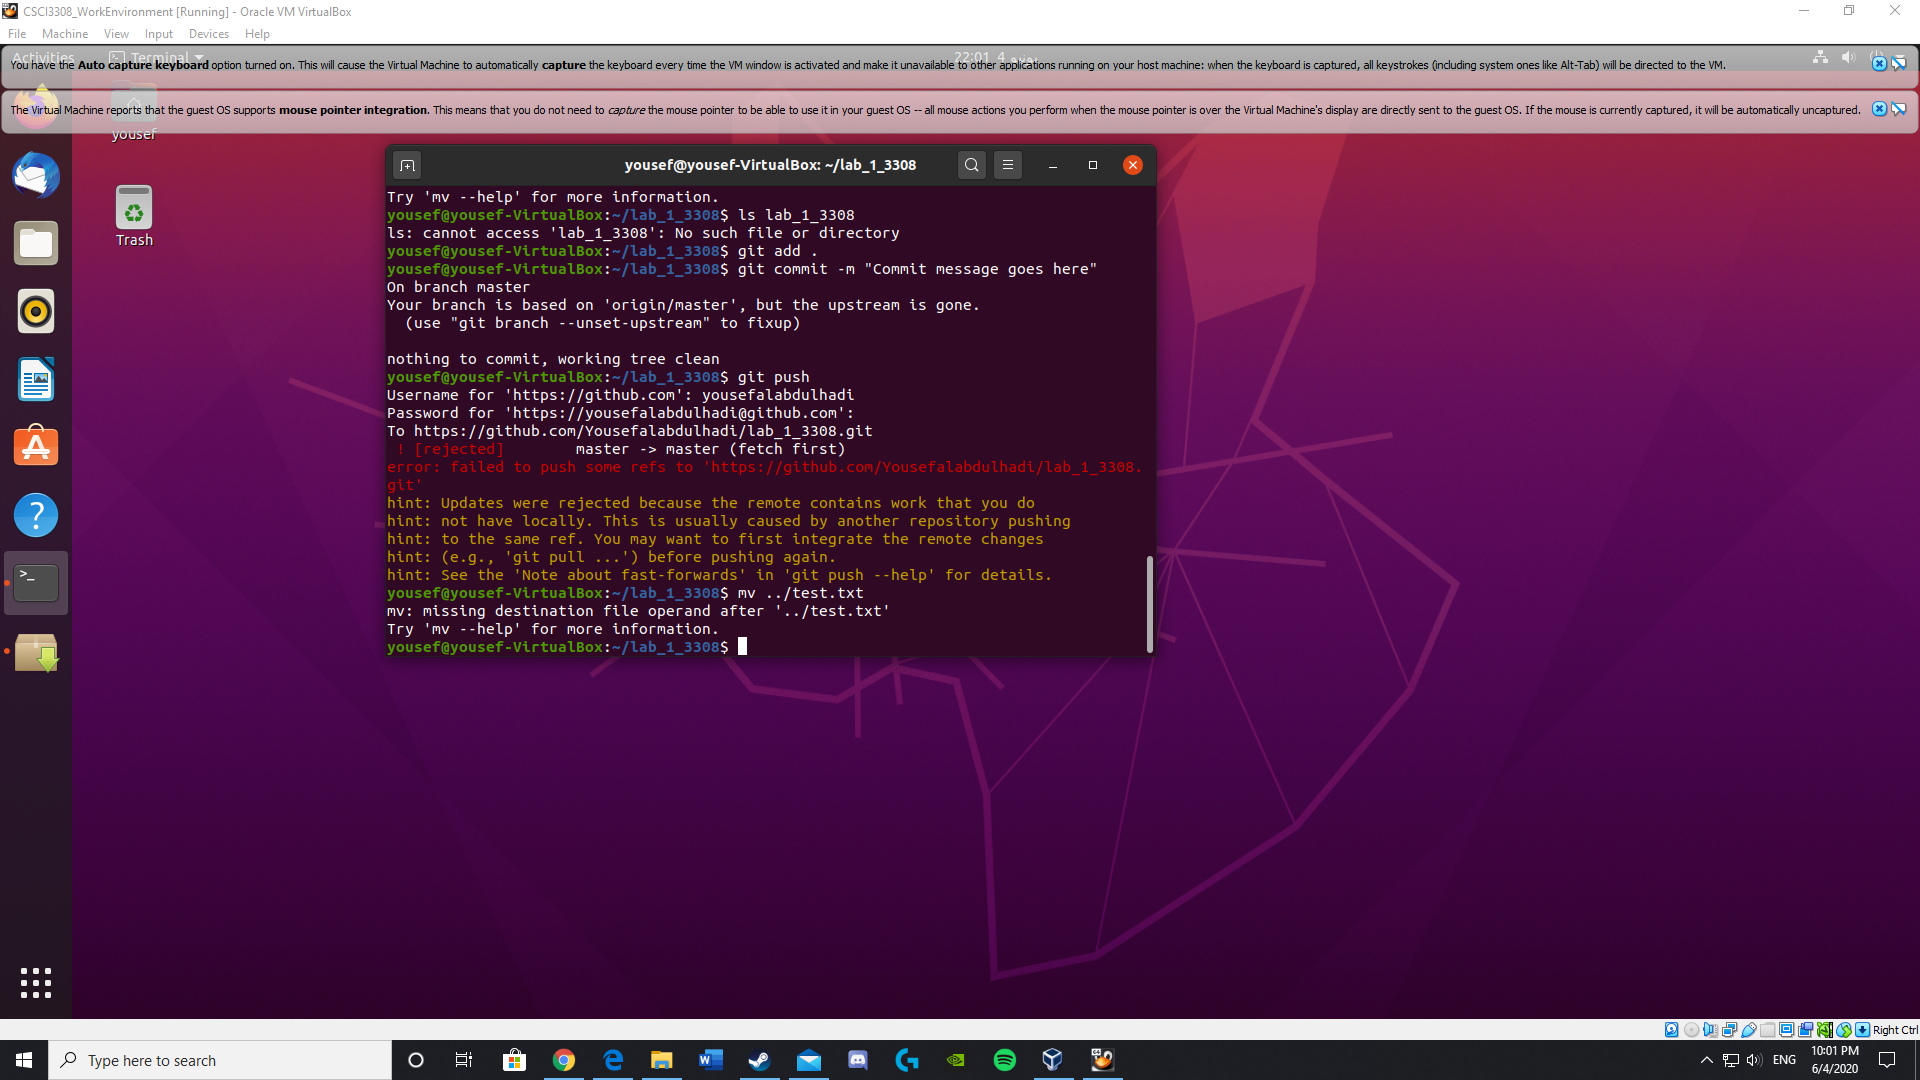 CSCI3308_WorkEnvironment [Running] - Oracle VM VirtualBox
File Machine View Input Devices Help
Activities Terminal 22:01 4
You have the Auto capture keyboard option turned on. This will cause the Virtual Machine to automatically capture the keyboard every time the VM window is activated and make it unavailable to other applications running on your host machine: when the keyboard is captured, all keystrokes (including system ones like Alt-Tab) will be directed to the VM.
The Virtual Machine reports that the guest OS supports mouse pointer integration. This means that you do not need to capture the mouse pointer to be able to use it in your guest OS -- all mouse actions you perform when the mouse pointer is over the Virtual Machine's display are directly sent to the guest OS. If the mouse is currently captured, it will be automatically uncaptured.
yousef
Trash
yousef@yousef-VirtualBox: ~/lab_1_3308
Try 'mv --help' for more information.
yousef@yousef-VirtualBox:~/lab_1_3308$ ls lab_1_3308
ls: cannot access 'lab_1_3308': No such file or directory
yousef@yousef-VirtualBox:~/lab_1_3308$ git add .
yousef@yousef-VirtualBox:~/lab_1_3308$ git commit -m "Commit message goes here"
On branch master
Your branch is based on 'origin/master', but the upstream is gone.
(use "git branch --unset-upstream" to fixup)
nothing to commit, working tree clean
yousef@yousef-VirtualBox:~/lab_1_3308$ git push
Username for 'https://github.com': yousefalabdulhadi
Password for 'https://yousefalabdulhadi@github.com':
To https://github.com/Yousefalabdulhadi/lab_1_3308.git
! [rejected] master -> master (fetch first)
error: failed to push some refs to 'https://github.com/Yousefalabdulhadi/lab_1_3308.
git'
hint: Updates were rejected because the remote contains work that you do
hint: not have locally. This is usually caused by another repository pushing
hint: to the same ref. You may want to first integrate the remote changes
hint: (e.g., 'git pull ...') before pushing again.
hint: See the 'Note about fast-forwards' in 'git push --help' for details.
yousef@yousef-VirtualBox:~/lab_1_3308$ mv ../test.txt
mv: missing destination file operand after '../test.txt'
Try 'mv --help' for more information.
yousef@yousef-VirtualBox:~/lab_1_3308$
Right Ctrl
Type here to search
ENG
10:01 PM
6/4/2020